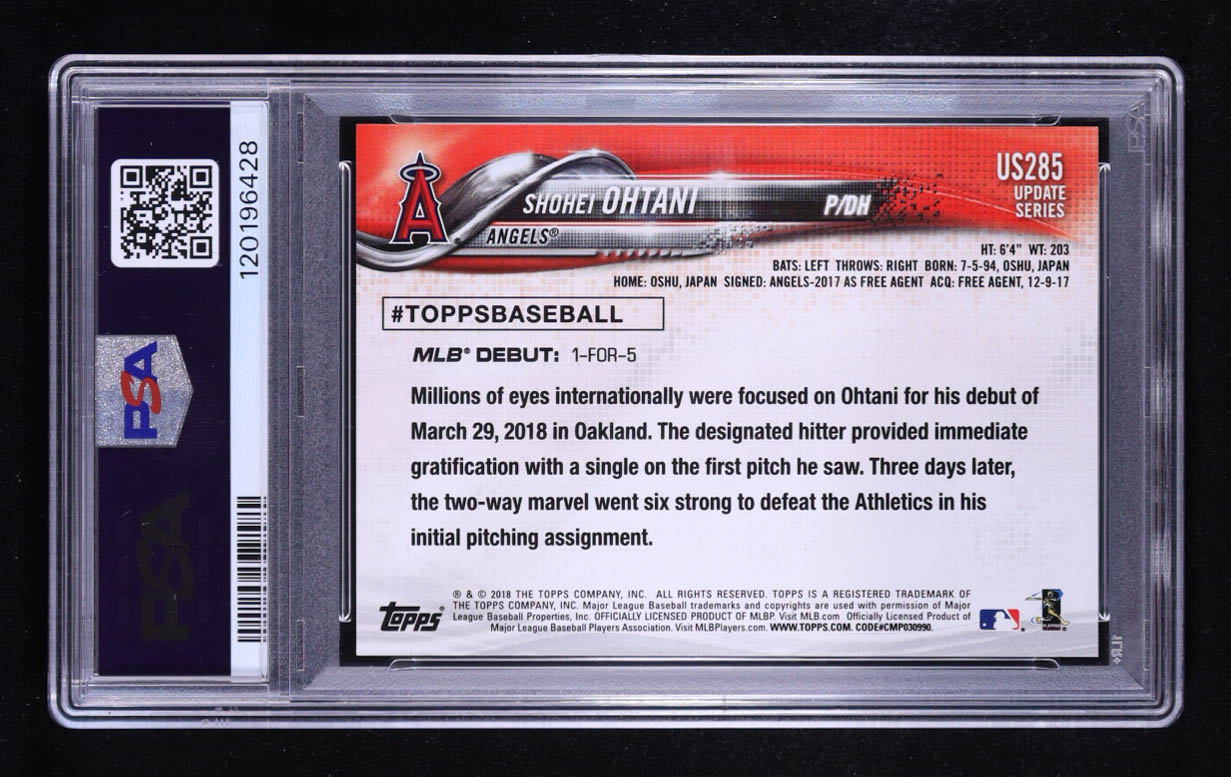 PSA
120196428
PSA
A
SHOHEI OHTANI
P/DH
ANGELS®
US285
UPDATE
SERIES
HT: 6'4" WT: 203
BATS: LEFT THROWS: RIGHT BORN: 7-5-94, OSHU, JAPAN
HOME: OSHU, JAPAN SIGNED: ANGELS-2017 AS FREE AGENT ACQ: FREE AGENT, 12-9-17
#TOPPSBASEBALL
MLB® DEBUT: 1-FOR-5
Millions of eyes internationally were focused on Ohtani for his debut of
March 29, 2018 in Oakland. The designated hitter provided immediate
gratification with a single on the first pitch he saw. Three days later,
the two-way marvel went six strong to defeat the Athletics in his
initial pitching assignment.
Topps®
® & © 2018 THE TOPPS COMPANY, INC. ALL RIGHTS RESERVED. TOPPS IS A REGISTERED TRADEMARK OF
THE TOPPS COMPANY, INC. Major League Baseball trademarks and copyrights are used with permission of Major
League Baseball Properties, Inc. OFFICIALLY LICENSED PRODUCT OF MLBP. Visit MLB.com Officially Licensed Product of
Major League Baseball Players Association. Visit MLBPlayers.com. WWW.TOPPS.COM. CODE#CMP030990.